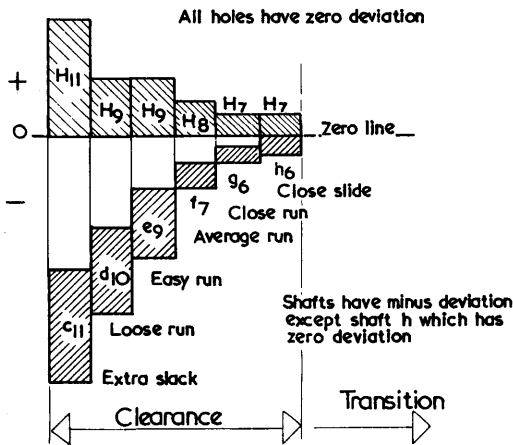 All holes have zero deviation
+
H11
H9
H9
H8
H7
H7
O
Zero line
−
h6
g6
Close slide
f7
Close run
e9
Average run
d10
Easy run
c11
Loose run
Extra slack
Shafts have minus deviation
except shaft h which has
zero deviation
Clearance
Transition